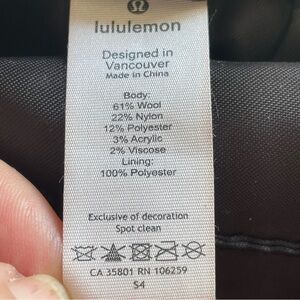 lululemon
Designed in
Vancouver
Made in China
Body:
61% Wool
22% Nylon
12% Polyester
3% Acrylic
2% Viscose
Lining:
100% Polyester
Exclusive of decoration
Spot clean
CA 35801 RN 106259
S4